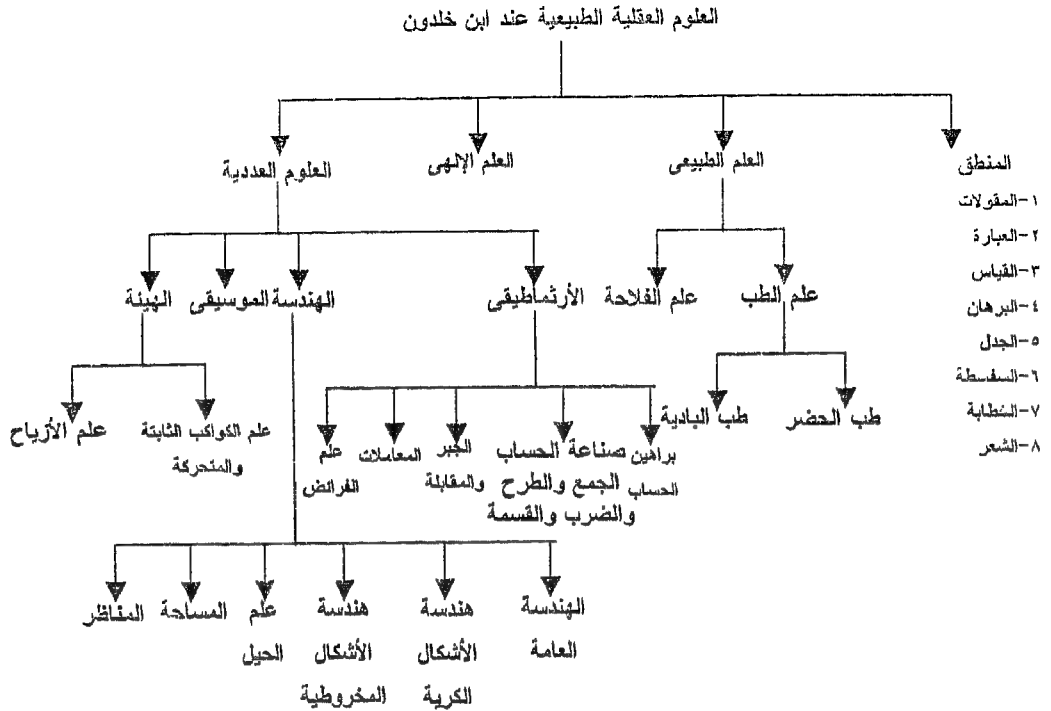 العلوم العقلية الطبيعية عند ابن خلدون
المنطق
١-المقولات
٢-العبارة
٣-القياس
٤-البرهان
٥-الجدل
٦-السفسطة
٧-الخطابة
٨-الشعر
العلم الطبيعى
العلم الإلهى
العلوم العددية
علم الطب
علم الفلاحة
طب الحضر
طب البادية
الأرثماطيقى
الهندسة
الموسيقى
الهيئة
براهين
الحساب
صناعة الحساب
الجمع والطرح
والضرب والقسمة
الجبر
والمقابلة
المعاملات
علم
الفرائض
علم الكواكب الثابتة
والمتحركة
علم الأزياح
الهندسة
العامة
هندسة
الأشكال
الكرية
هندسة
الأشكال
المخروطية
علم
الحيل
المساحة
المناظر